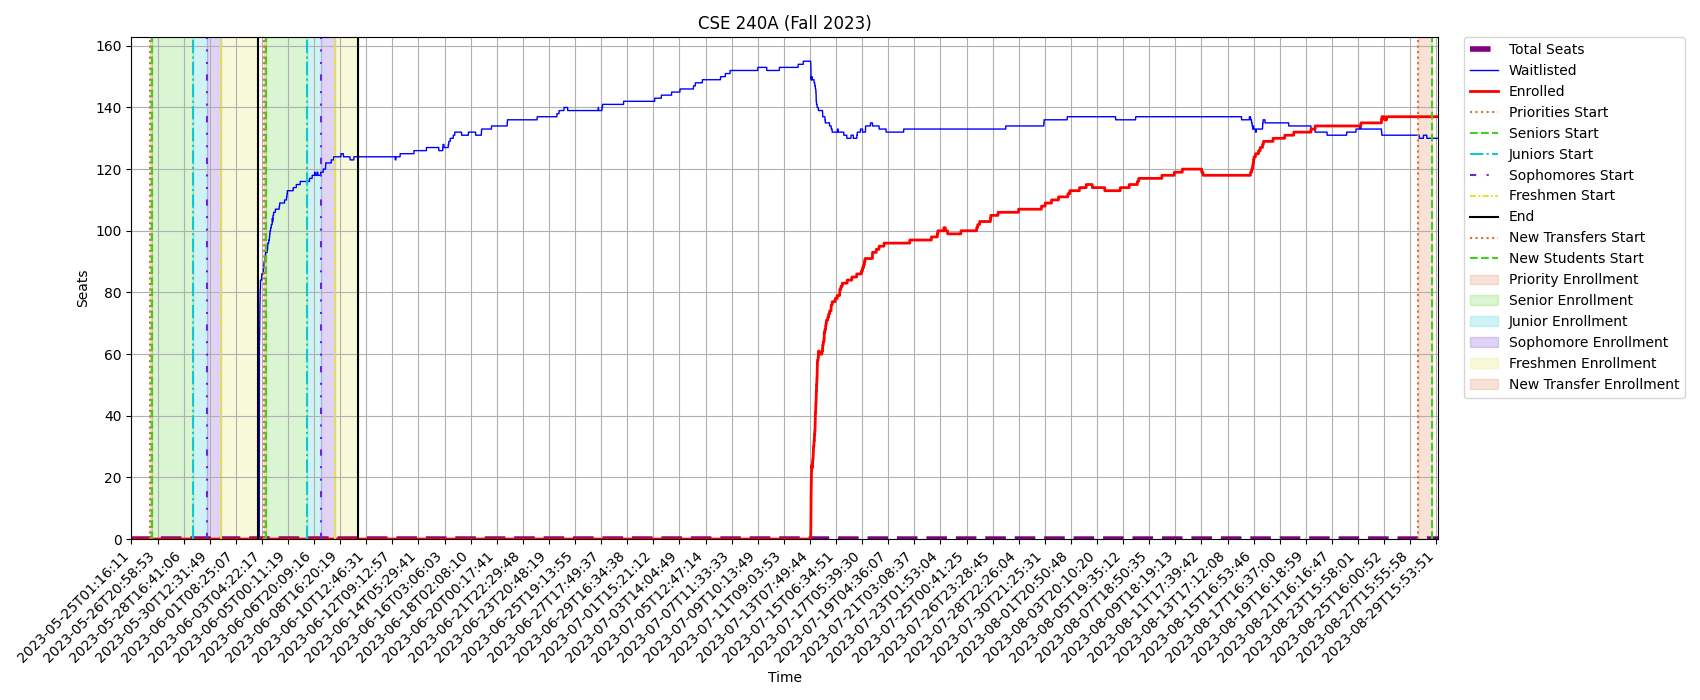 CSE 240A (Fall 2023)
Seats
160
140
120
100
80
60
40
20
0
2023-05-25T01:16:11
2023-05-26T20:58:53
2023-05-28T16:41:06
2023-05-30T12:31:49
2023-06-01T08:25:07
2023-06-03T04:22:17
2023-06-05T00:11:19
2023-06-06T20:09:16
2023-06-08T16:20:19
2023-06-10T12:46:31
2023-06-12T09:12:57
2023-06-14T05:29:41
2023-06-16T03:06:03
2023-06-18T02:08:10
2023-06-20T00:17:41
2023-06-21T22:29:48
2023-06-23T20:48:19
2023-06-25T19:13:55
2023-06-27T17:49:37
2023-06-29T16:34:38
2023-07-01T15:21:12
2023-07-03T14:04:49
2023-07-05T12:47:14
2023-07-07T11:33:33
2023-07-09T10:13:49
2023-07-11T09:03:53
2023-07-13T07:49:44
2023-07-15T06:34:51
2023-07-17T05:39:30
2023-07-19T04:36:07
2023-07-21T03:08:37
2023-07-23T01:53:04
2023-07-25T00:41:25
2023-07-26T23:28:45
2023-07-28T22:26:04
2023-07-30T21:25:31
2023-08-01T20:50:48
2023-08-03T20:10:20
2023-08-05T19:35:12
2023-08-07T18:50:35
2023-08-09T18:19:13
2023-08-11T17:39:42
2023-08-13T17:12:08
2023-08-15T16:53:46
2023-08-17T16:37:00
2023-08-19T16:18:59
2023-08-21T16:16:47
2023-08-23T15:58:01
2023-08-25T16:00:52
2023-08-27T15:55:58
2023-08-29T15:53:51
Time
Total Seats
Waitlisted
Enrolled
Priorities Start
Seniors Start
Juniors Start
Sophomores Start
Freshmen Start
End
New Transfers Start
New Students Start
Priority Enrollment
Senior Enrollment
Junior Enrollment
Sophomore Enrollment
Freshmen Enrollment
New Transfer Enrollment